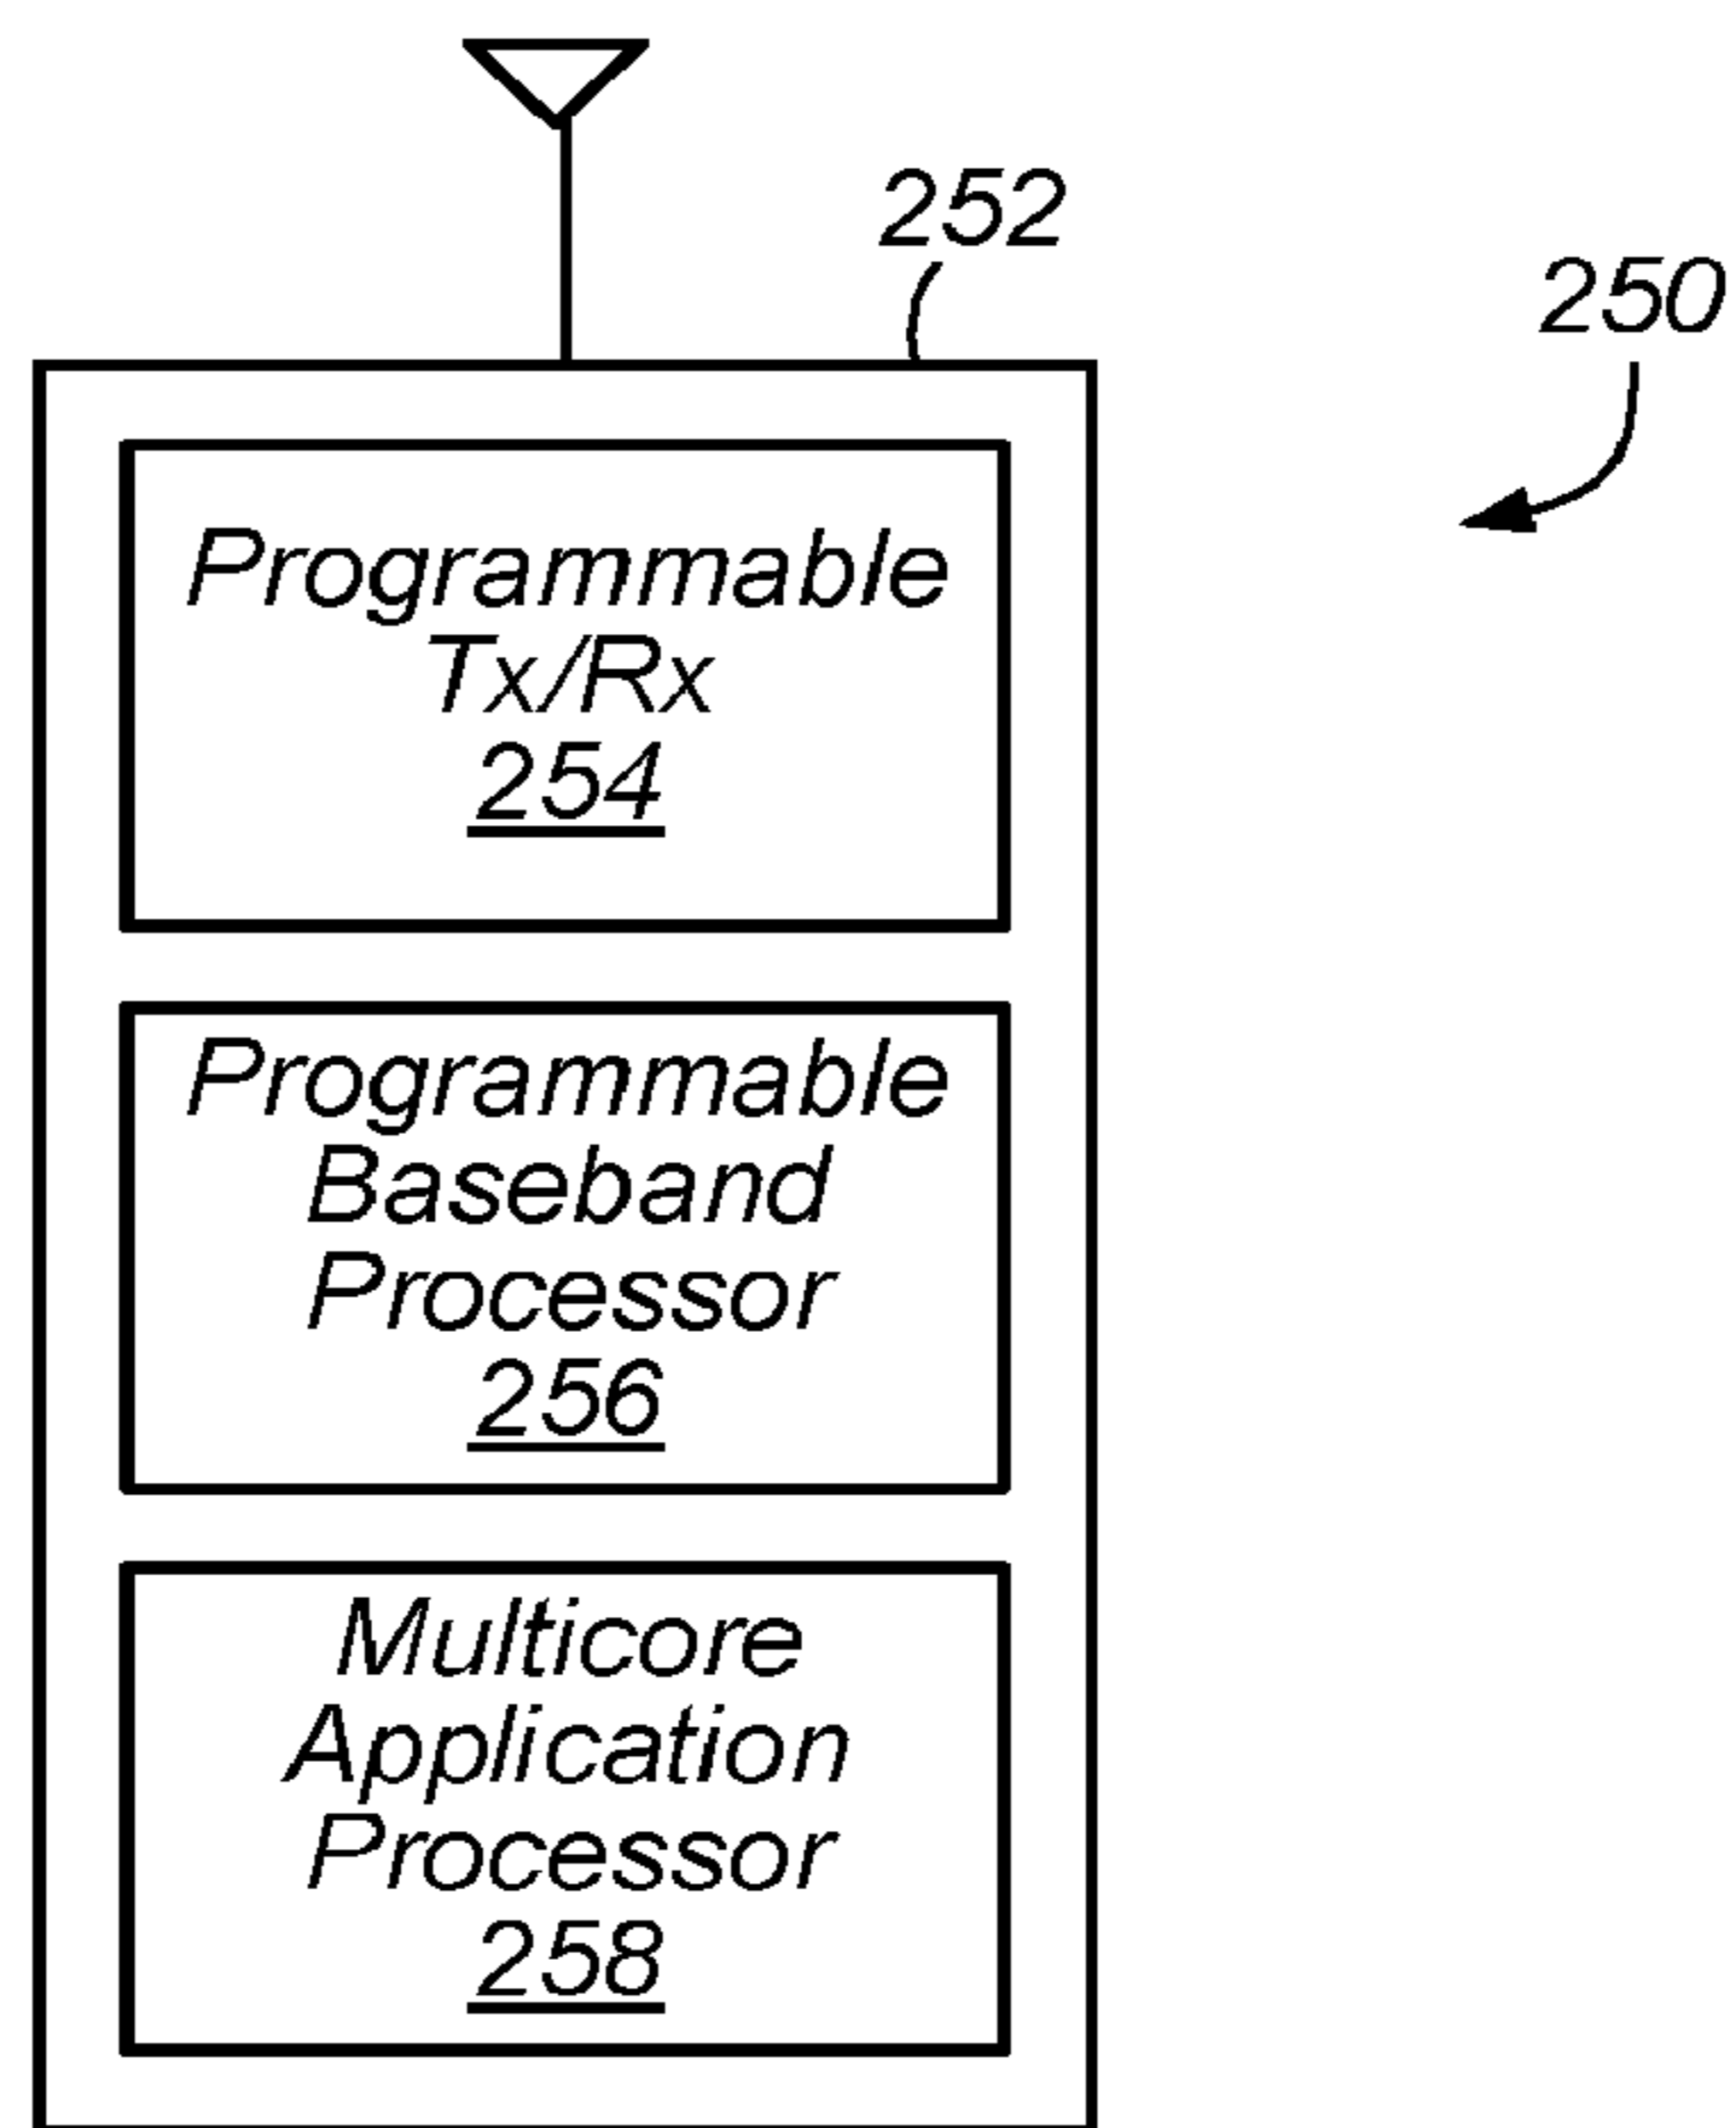 252
250
Programmable
Tx/Rx
254
Programmable
Baseband
Processor
256
Multicore
Application
Processor
258